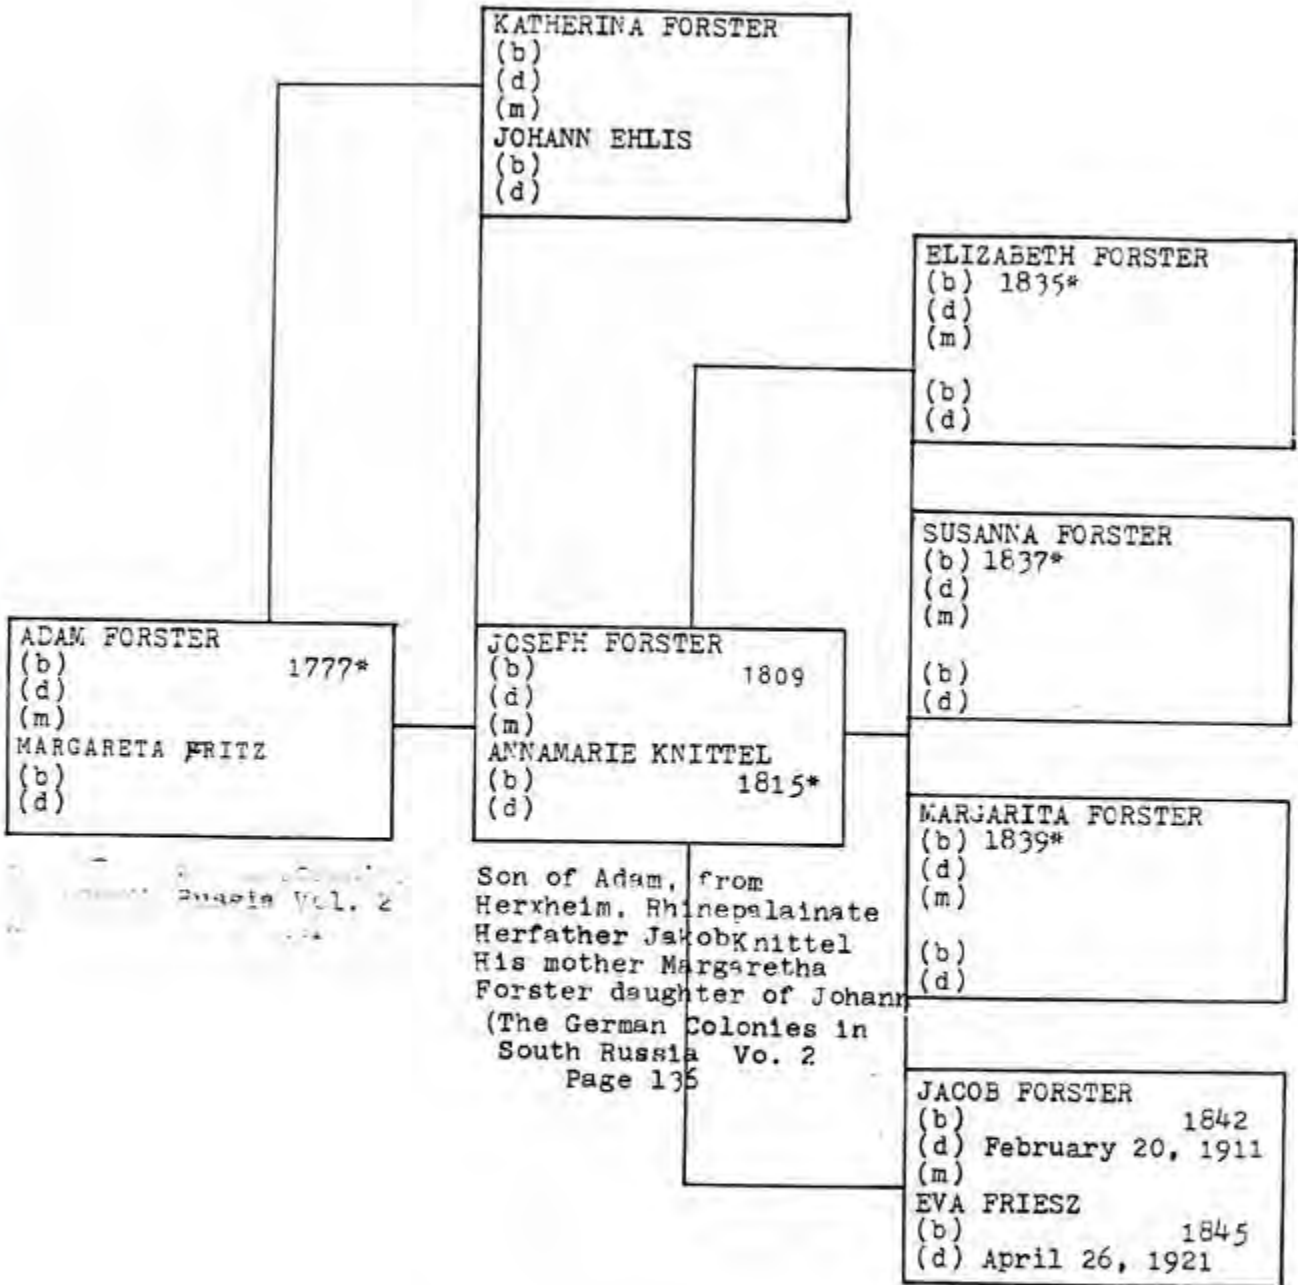 KATHERINA FORSTER
(b)
(d)
(m)
JOHANN EHLIS
(b)
(d)
ELIZABETH FORSTER
(b) 1835*
(d)
(m)
(b)
(d)
SUSANNA FORSTER
(b) 1837*
(d)
(m)
(b)
(d)
ADAM FORSTER
(b) 1777*
(d)
(m)
MARGARETA FRITZ
(b)
(d)
Russia Vol. 2
JOSEPH FORSTER
(b) 1809
(d)
(m)
ANNAMARIE KNITTEL
(b) 1815*
(d)
Son of Adam, from
Herxheim, Rhinepalainate
Herfather Jakob Knittel
His mother Margaretha
Forster daughter of Johann
(The German Colonies in
South Russia Vo. 2
Page 135
MARGARITA FORSTER
(b) 1839*
(d)
(m)
(b)
(d)
JACOB FORSTER
(b) 1842
(d) February 20, 1911
(m)
EVA FRIESZ
(b) 1845
(d) April 26, 1921